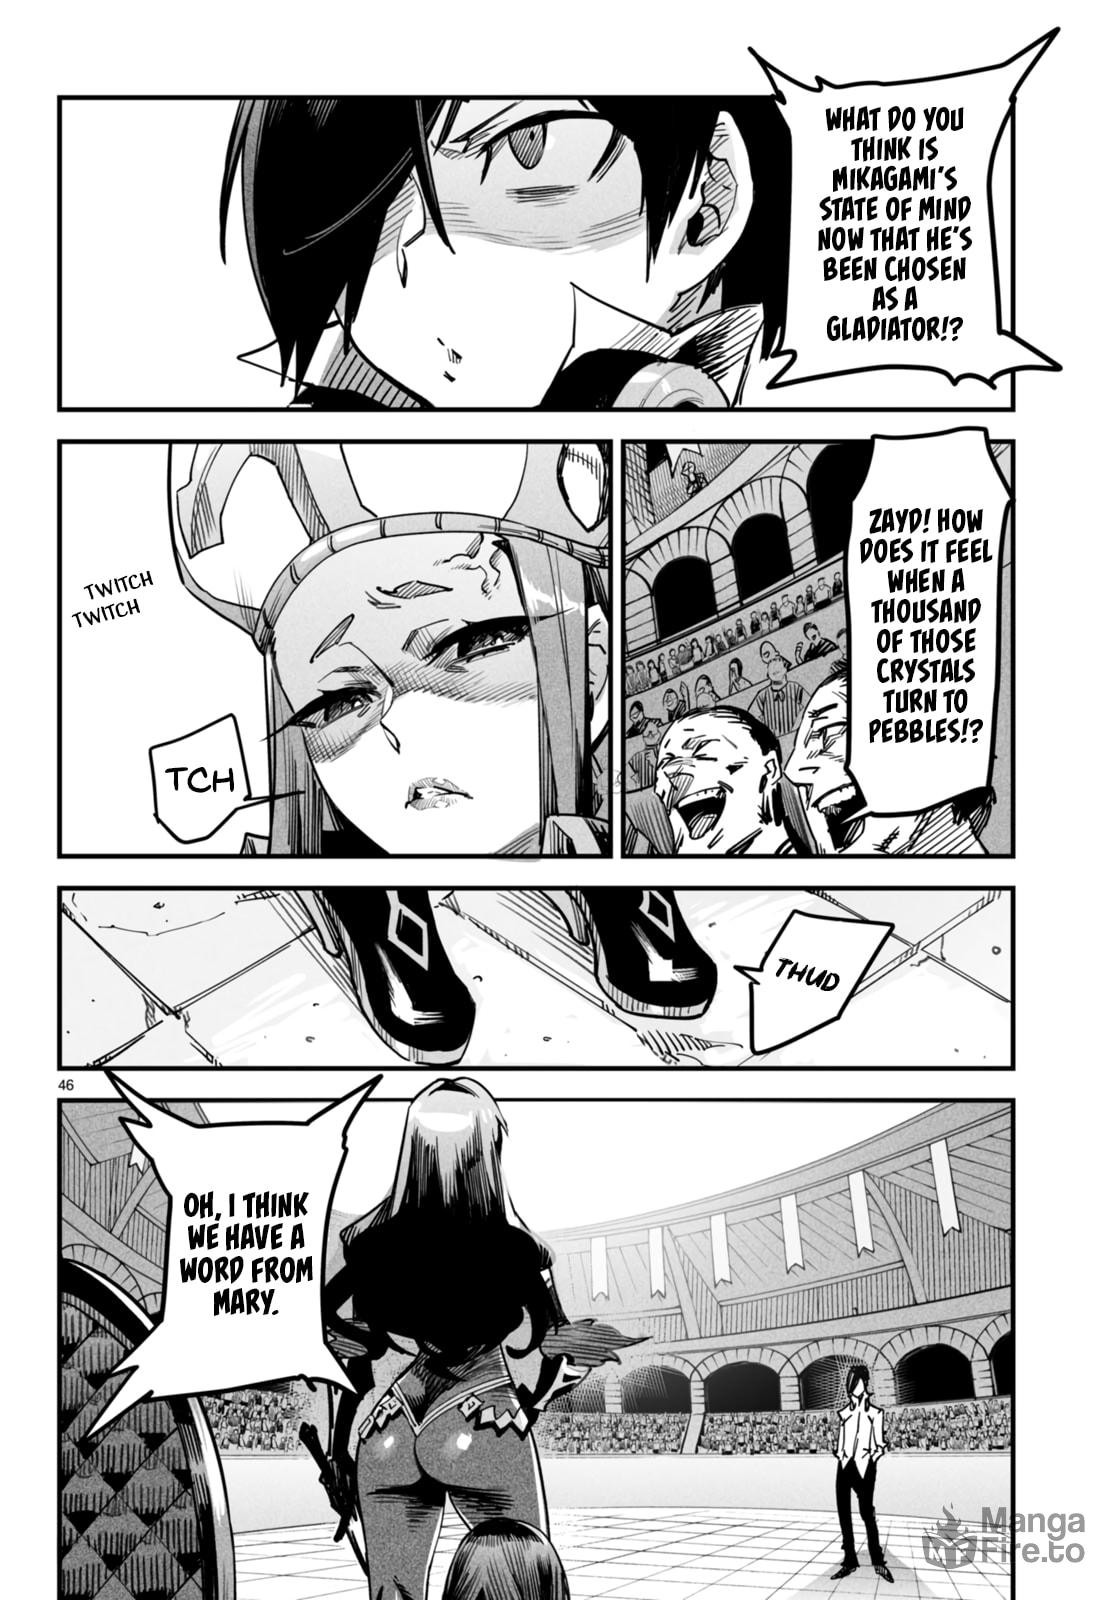 WHAT DO YOU
THINK IS
MIKAGAMI'S
STATE OF MIND
NOW THAT HE'S
BEEN CHOSEN
AS A
GLADIATOR!?
ZAYD! HOW
DOES IT FEEL
WHEN A
THOUSAND
OF THOSE
CRYSTALS
TURN TO
PEBBLES!?
TWITCH
TWITCH
TCH
THUD
46
OH, I THINK
WE HAVE A
WORD FROM
MARY.
Manga
Fire.to